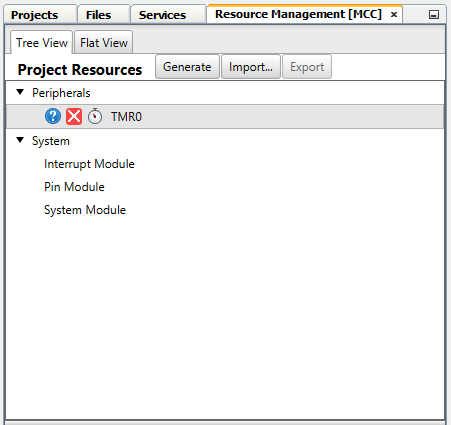 Projects Files Services Resource Management [MCC] ×
Tree View Flat View
Project Resources Generate Import... Export
Peripherals
? TMR0
System
Interrupt Module
Pin Module
System Module